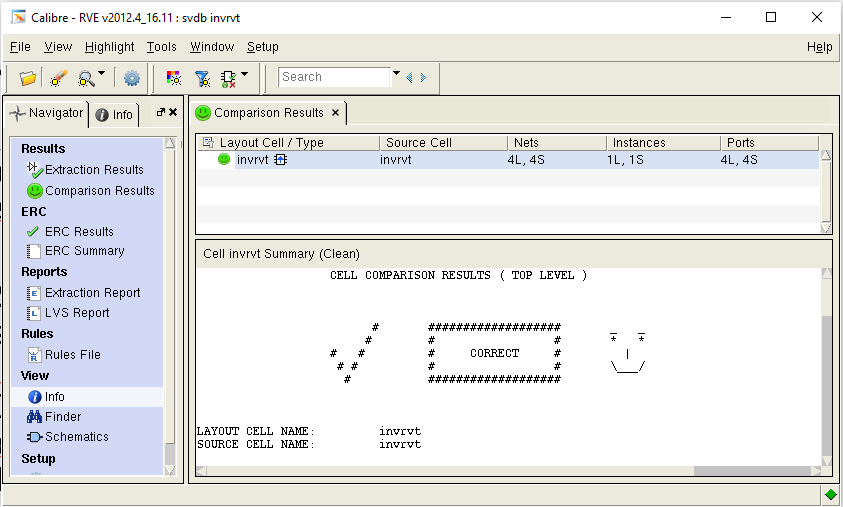 Calibre - RVE v2012.4_16.11 : svdb invrvt
File View Highlight Tools Window Setup Help
Search
Navigator Info
Results
Extraction Results
Comparison Results
ERC
ERC Results
ERC Summary
Reports
Extraction Report
LVS Report
Rules
Rules File
View
Info
Finder
Schematics
Setup
Comparison Results
Layout Cell / Type Source Cell Nets Instances Ports
invrvt invrvt 4L, 4S 1L, 1S 4L, 4S
Cell invrvt Summary (Clean)
CELL COMPARISON RESULTS ( TOP LEVEL )
# ################### _ _
# # # * *
# # # CORRECT # |
# # # # \___/
# ###################
LAYOUT CELL NAME: invrvt
SOURCE CELL NAME: invrvt